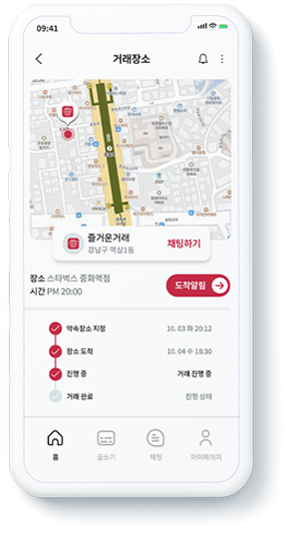 09:41
거래장소
즐거운거래
강남구 역삼1동
채팅하기
장소 스타벅스 중화역점
시간 PM 20:00
도착알림
약속장소 지정 10. 03 화 20:12
장소 도착 10. 04 수 18:30
진행 중 거래 진행 중
거래 완료 진행 상태
홈 글쓰기 채팅 마이페이지